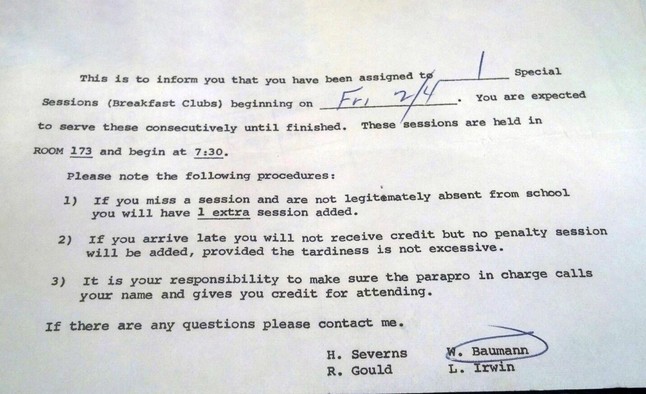 This is to inform you that you have been assigned to 1 Special
Sessions (Breakfast Clubs) beginning on Fri, 2/4. You are expected
to serve these consecutively until finished. These sessions are held in
ROOM 173 and begin at 7:30.
Please note the following procedures:
1) If you miss a session and are not legitemately absent from school
you will have 1 extra session added.
2) If you arrive late you will not receive credit but no penalty session
will be added, provided the tardiness is not excessive.
3) It is your responsibility to make sure the parapro in charge calls
your name and gives you credit for attending.
If there are any questions please contact me.
H. Severns W. Baumann
R. Gould L. Irwin